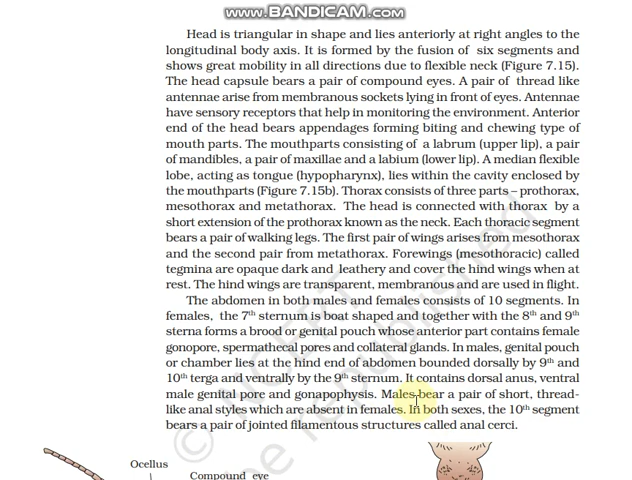 www.BANDICAM.com
Head is triangular in shape and lies anteriorly at right angles to the
longitudinal body axis. It is formed by the fusion of six segments and
shows great mobility in all directions due to flexible neck (Figure 7.15).
The head capsule bears a pair of compound eyes. A pair of thread like
antennae arise from membranous sockets lying in front of eyes. Antennae
have sensory receptors that help in monitoring the environment. Anterior
end of the head bears appendages forming biting and chewing type of
mouth parts. The mouthparts consisting of a labrum (upper lip), a pair
of mandibles, a pair of maxillae and a labium (lower lip). A median flexible
lobe, acting as tongue (hypopharynx), lies within the cavity enclosed by
the mouthparts (Figure 7.15b). Thorax consists of three parts – prothorax,
mesothorax and metathorax. The head is connected with thorax by a
short extension of the prothorax known as the neck. Each thoracic segment
bears a pair of walking legs. The first pair of wings arises from mesothorax
and the second pair from metathorax. Forewings (mesothoracic) called
tegmina are opaque dark and leathery and cover the hind wings when at
rest. The hind wings are transparent, membranous and are used in flight.
The abdomen in both males and females consists of 10 segments. In
females, the 7th sternum is boat shaped and together with the 8th and 9th
sterna forms a brood or genital pouch whose anterior part contains female
gonopore, spermathecal pores and collateral glands. In males, genital pouch
or chamber lies at the hind end of abdomen bounded dorsally by 9th and
10th terga and ventrally by the 9th sternum. It contains dorsal anus, ventral
male genital pore and gonapophysis. Males bear a pair of short, thread-
like anal styles which are absent in females. In both sexes, the 10th segment
bears a pair of jointed filamentous structures called anal cerci.
© NCERT
be republished
Ocellus
Compound eye